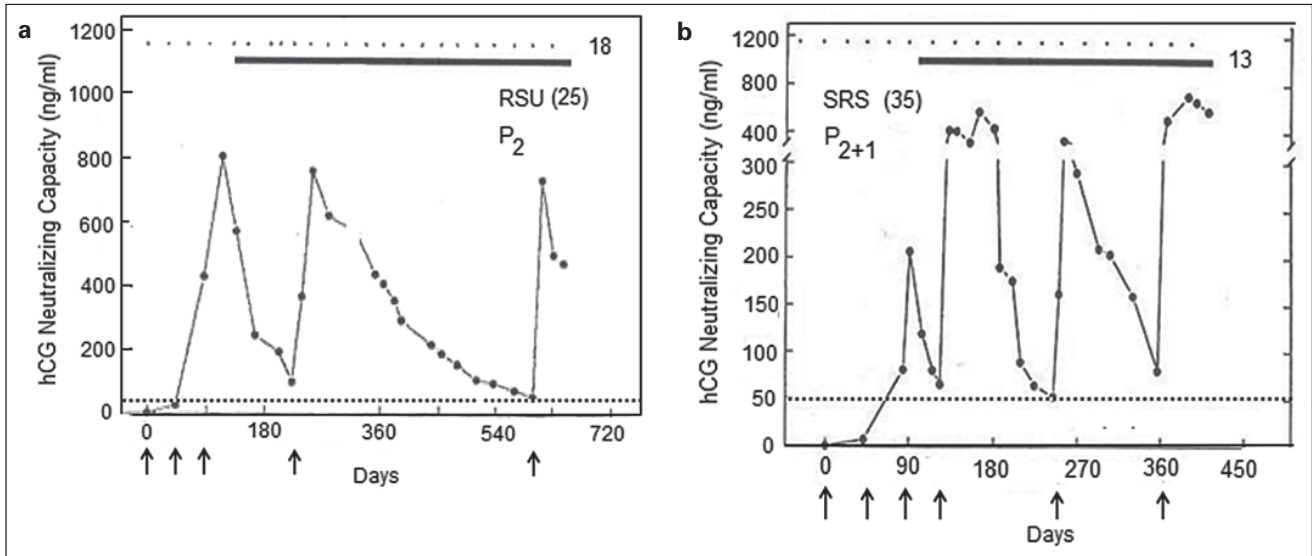 a
hCG Neutralizing Capacity (ng/ml)
1200
1000
800
600
400
200
0
18
RSU (25)
P2
0 180 360 540 720
Days
b
hCG Neutralizing Capacity (ng/ml)
1200
800
400
300
250
200
150
100
50
0
13
SRS (35)
P2+1
0 90 180 270 360 450
Days